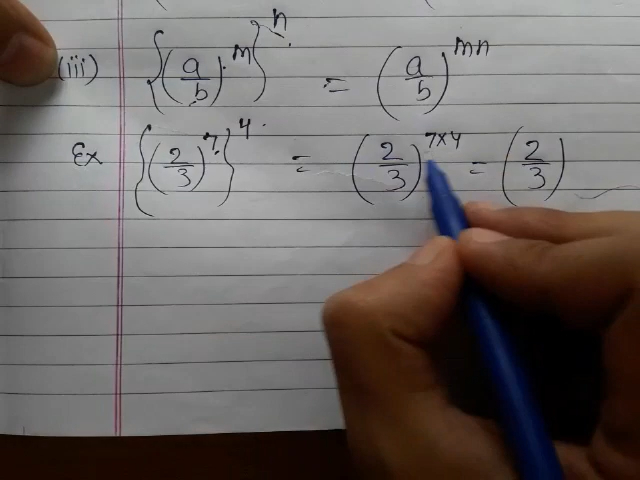 (iii) {(a/b)^m}^n = (a/b)^mn
Ex {(2/3)^7}^4 = (2/3)^7×4 = (2/3)